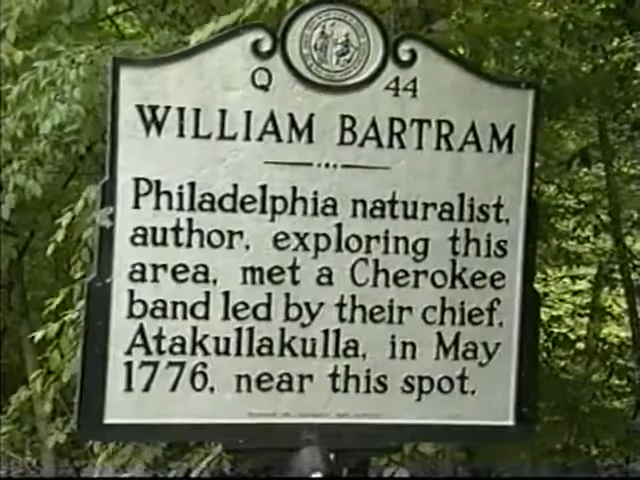 Q 44
WILLIAM BARTRAM
Philadelphia naturalist,
author, exploring this
area, met a Cherokee
band led by their chief,
Atakullakulla, in May
1776, near this spot.